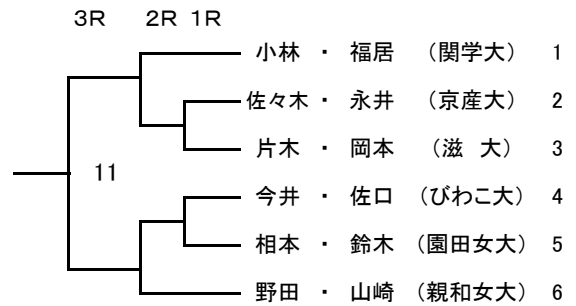 3R 2R 1R
小林 ・ 福居 (関学大) 1
佐々木 ・ 永井 (京産大) 2
片木 ・ 岡本 (滋 大) 3
11
今井 ・ 佐口 (びわこ大) 4
相本 ・ 鈴木 (園田女大) 5
野田 ・ 山崎 (親和女大) 6